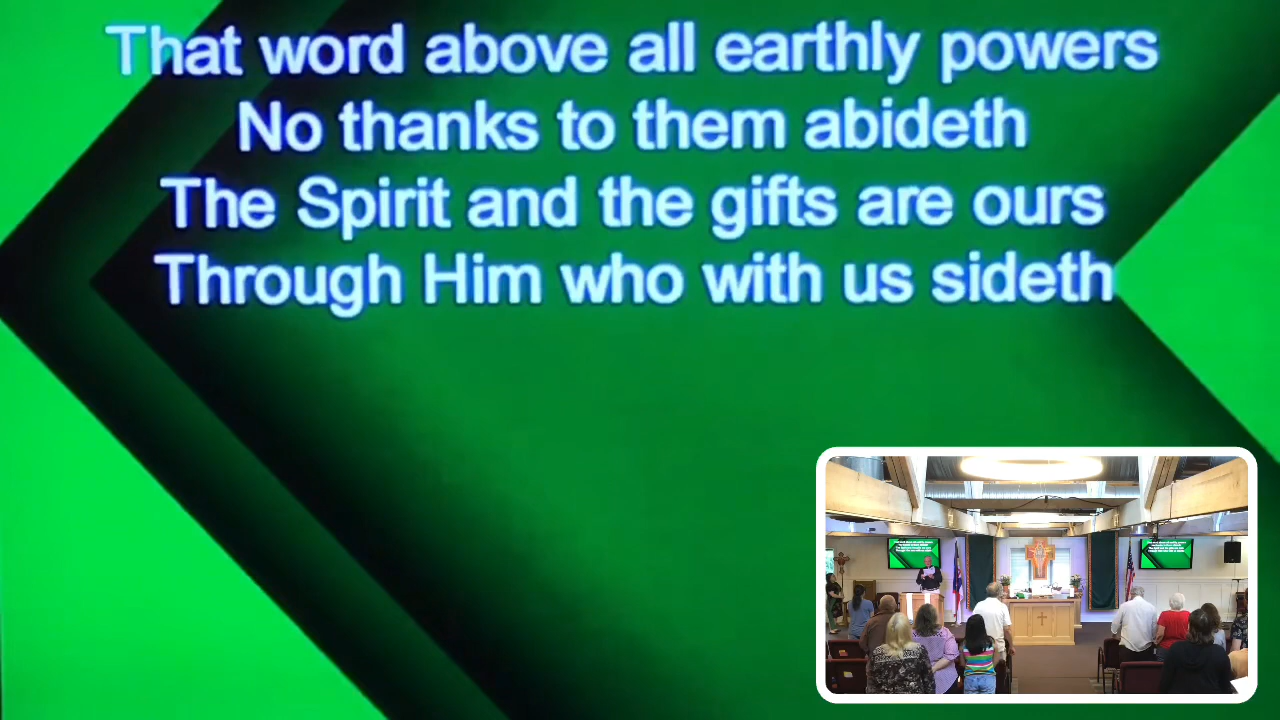 That word above all earthly powers
No thanks to them abideth
The Spirit and the gifts are ours
Through Him who with us sideth